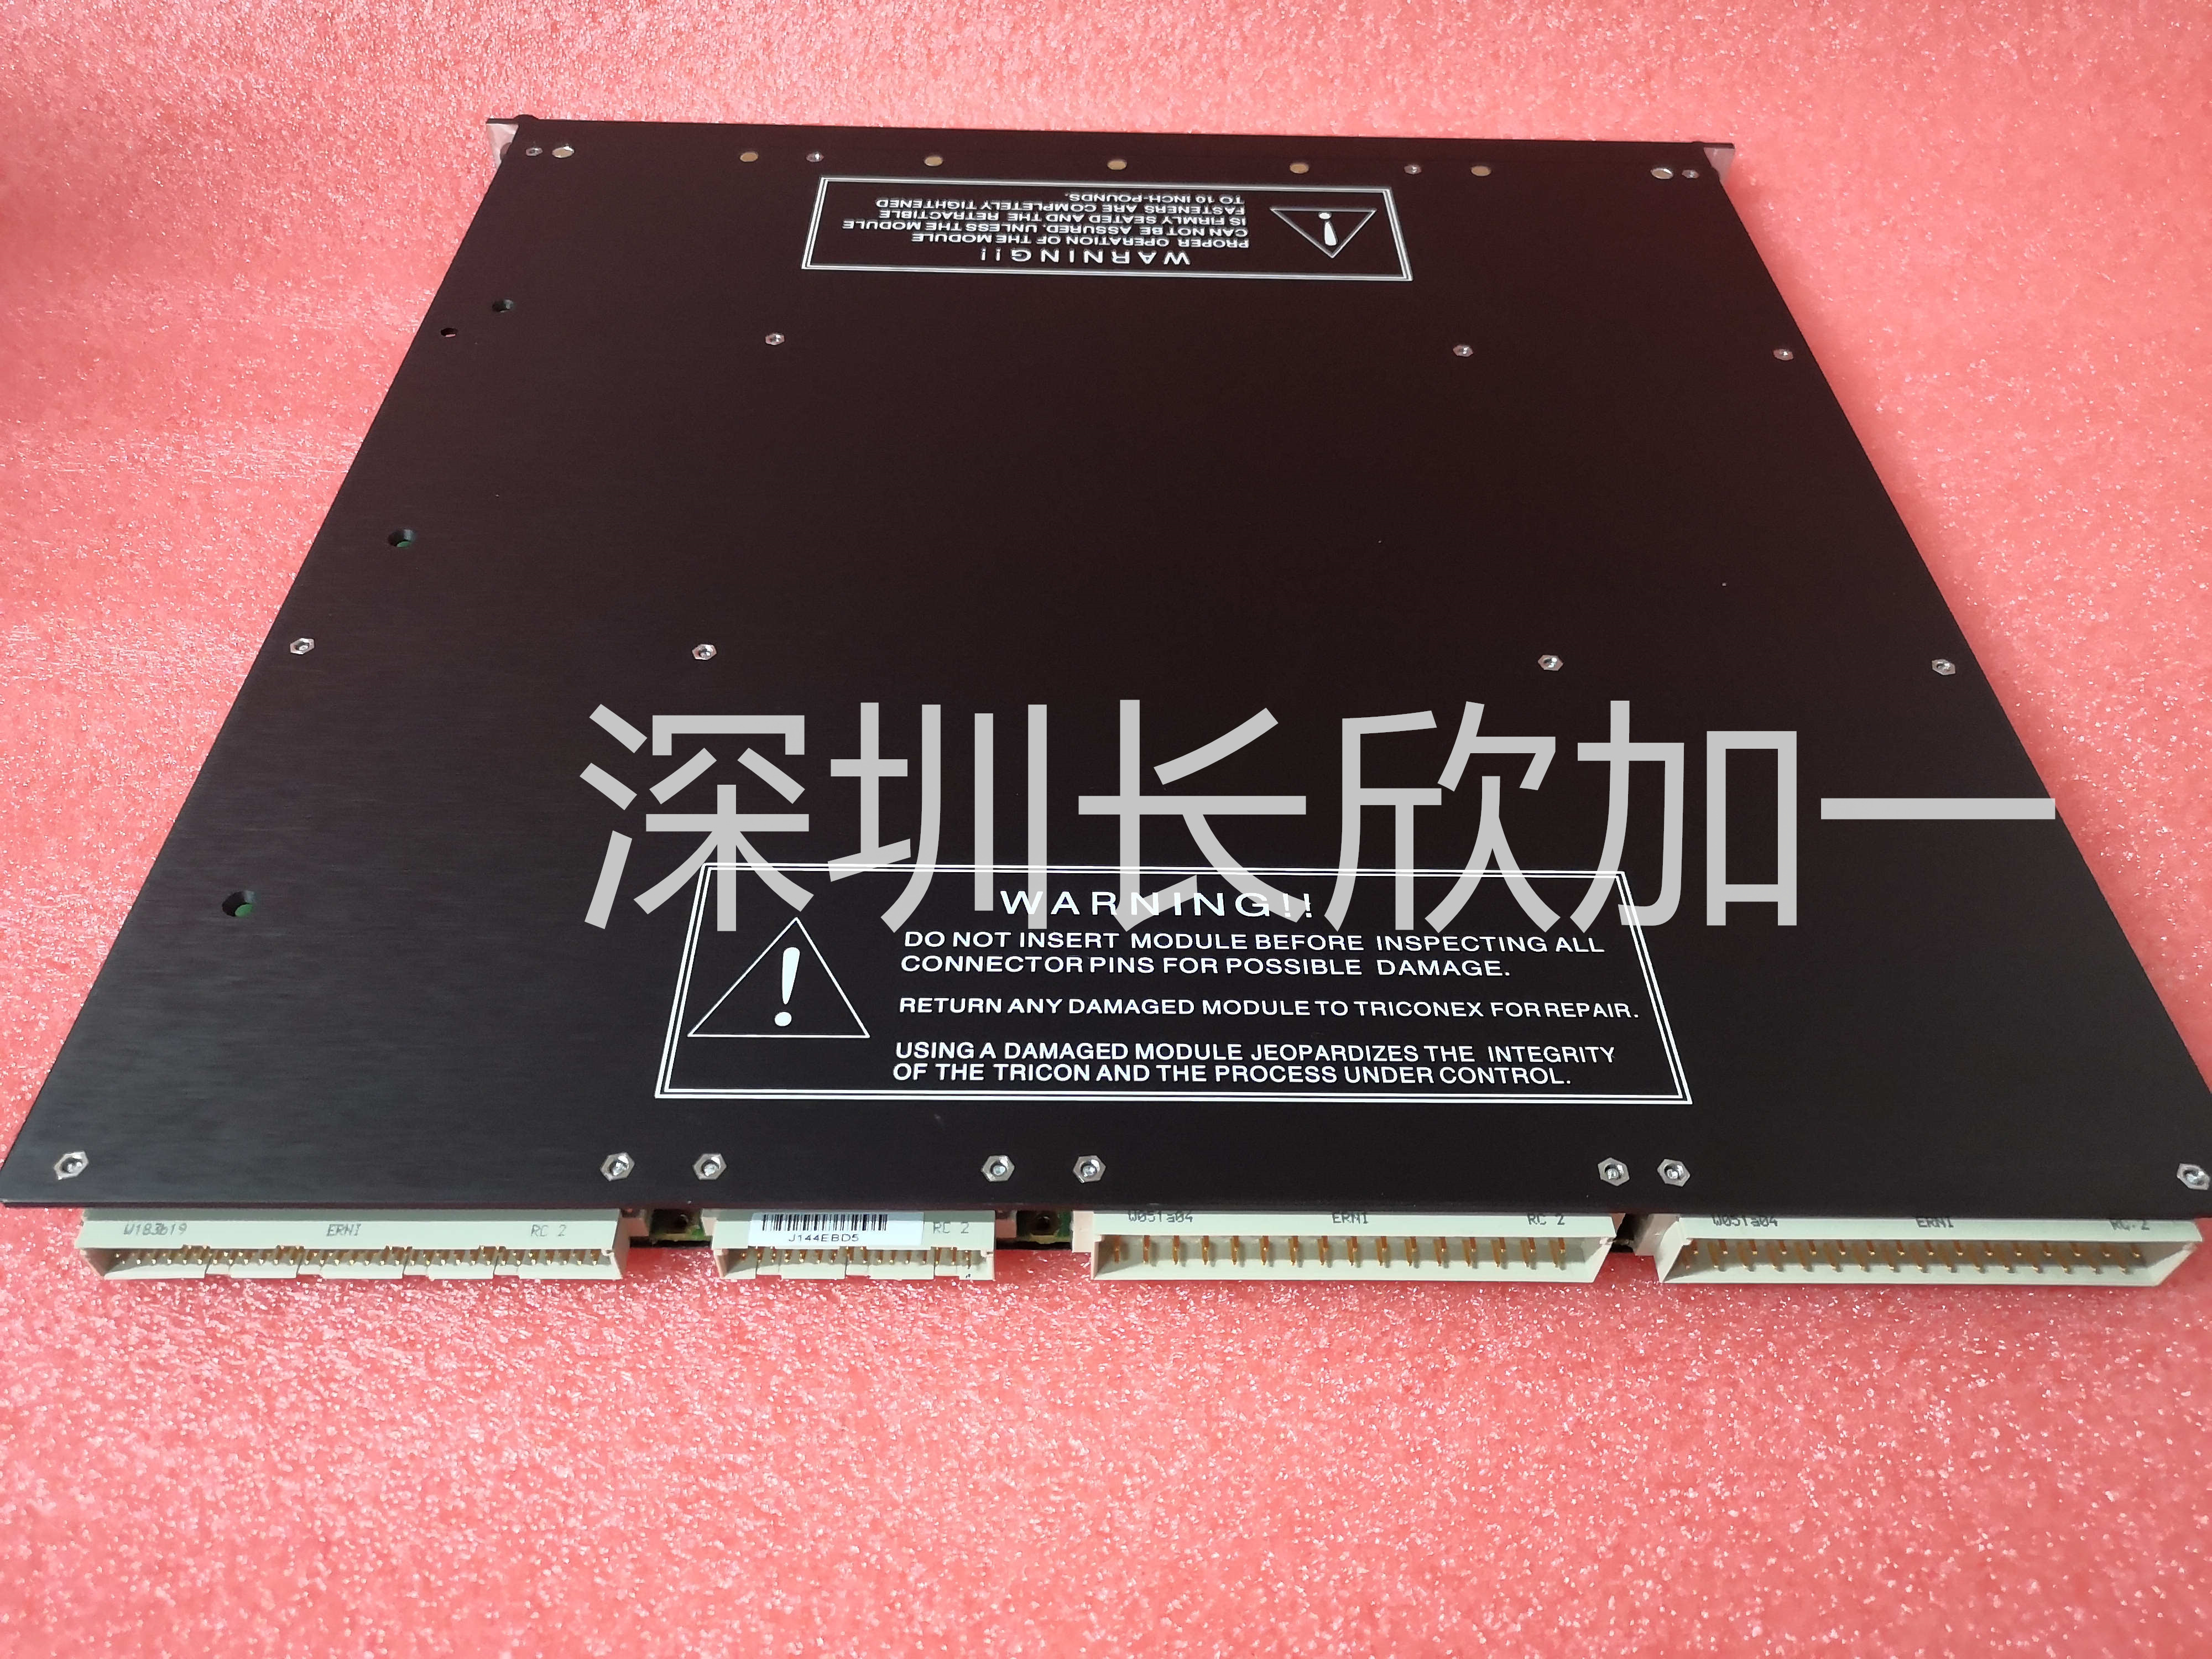 WARNING!!
PROPER OPERATION OF THE MODULE
CAN NOT BE ASSURED, UNLESS THE MODULE
IS FIRMLY SEATED AND THE RETRACTIBLE
FASTENERS ARE COMPLETELY TIGHTENED
TO 10 INCH-POUNDS.
深圳长欣加一
WARNING!!
DO NOT INSERT MODULE BEFORE INSPECTING ALL
CONNECTOR PINS FOR POSSIBLE DAMAGE.
RETURN ANY DAMAGED MODULE TO TRICONEX FOR REPAIR.
USING A DAMAGED MODULE JEOPARDIZES THE INTEGRITY
OF THE TRICON AND THE PROCESS UNDER CONTROL.
ERNI RC 2
J144EBD5 RC 2
ERNI RC 2
ERNI RC 2